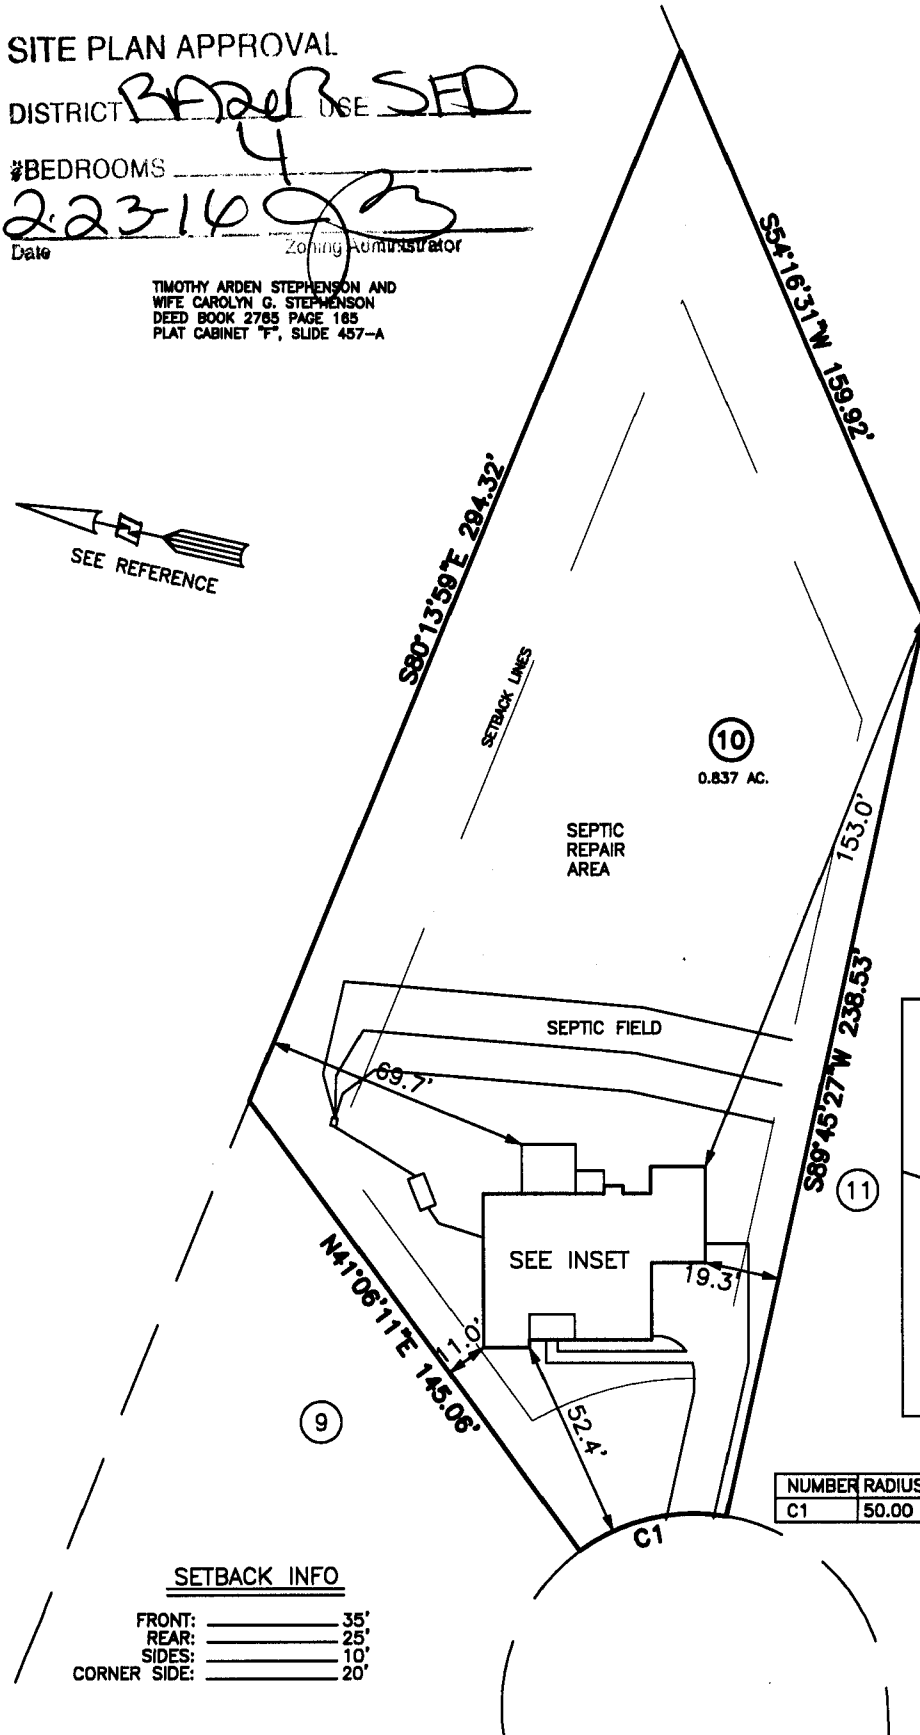 SITE PLAN APPROVAL
DISTRICT RA20R USE SFD
#BEDROOMS 4
2-23-16
Date Zoning Administrator
TIMOTHY ARDEN STEPHENSON AND
WIFE CAROLYN G. STEPHENSON
DEED BOOK 2765 PAGE 165
PLAT CABINET "F", SLIDE 457-A
S54°16'31"W 159.92'
S80°13'59"E 294.32'
SEE REFERENCE
SETBACK LINES
10
0.837 AC.
153.0'
SEPTIC
REPAIR
AREA
S89°45'27"W 238.53'
SEPTIC FIELD
69.7'
11
SEE INSET
19.3'
N41°06'11"E 145.06'
11.0'
9
52.4'
NUMBER RADIUS
C1 50.00
C1
SETBACK INFO
FRONT: 35'
REAR: 25'
SIDES: 10'
CORNER SIDE: 20'